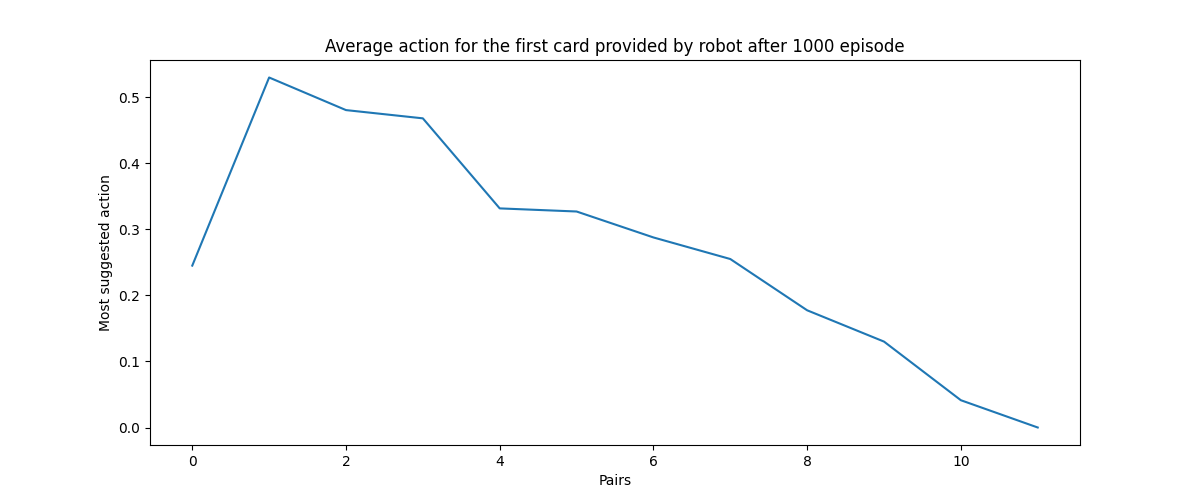 Average action for the first card provided by robot after 1000 episode
Most suggested action
0.5
0.4
0.3
0.2
0.1
0.0
0 2 4 6 8 10
Pairs